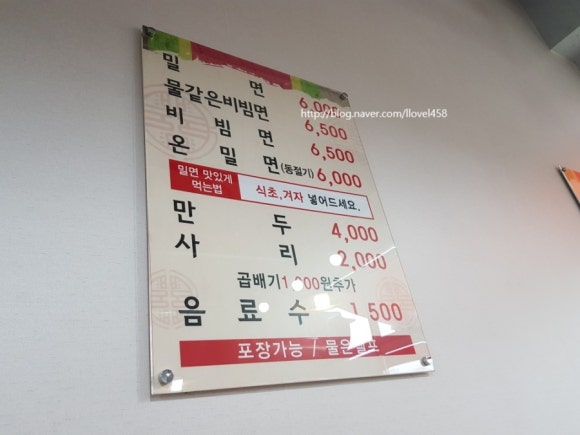 밀 면 6,000
물같은비빔면 6,500
비 빔 면 6,500
온 밀 면(동절기) 6,000
밀면 맛있게
먹는법
식초,겨자 넣어드세요.
만 두 4,000
사 리 2,000
곱배기1,000원추가
음 료 수 1,500
포장가능 / 물은셀프
http://blog.naver.com/llovel458